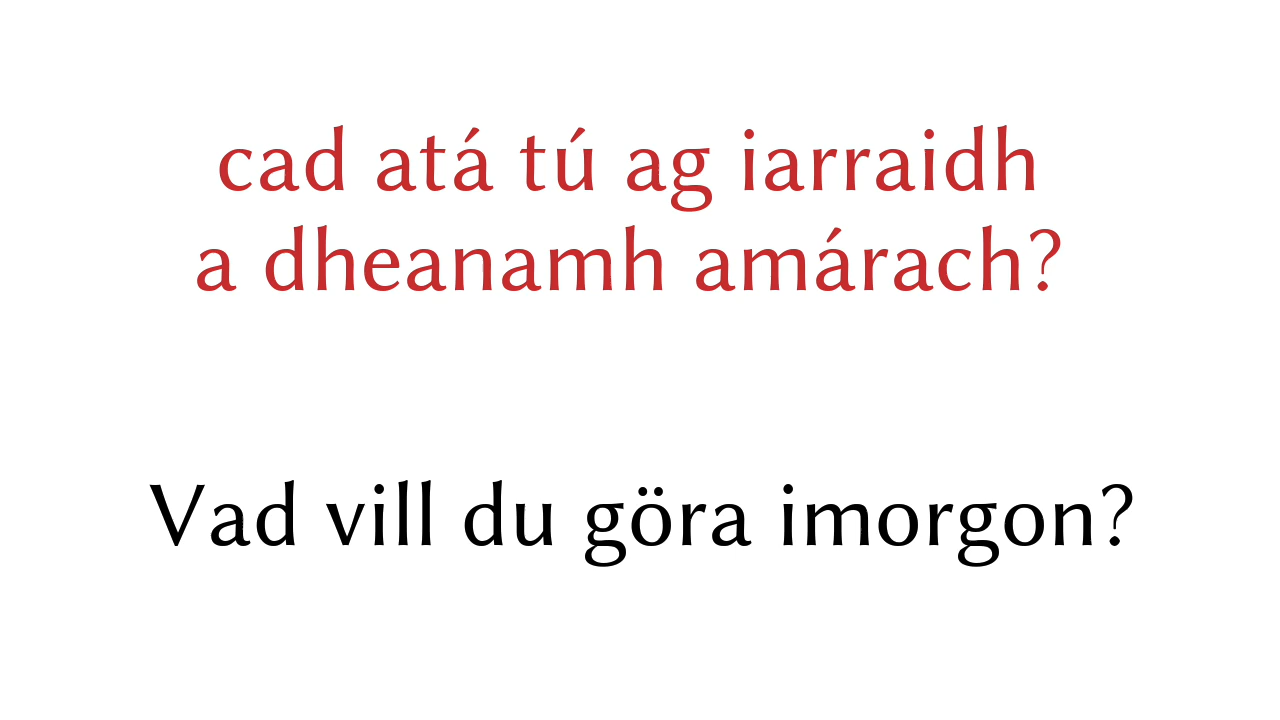 cad atá tú ag iarraidh
a dheanamh amárach?
Vad vill du göra imorgon?